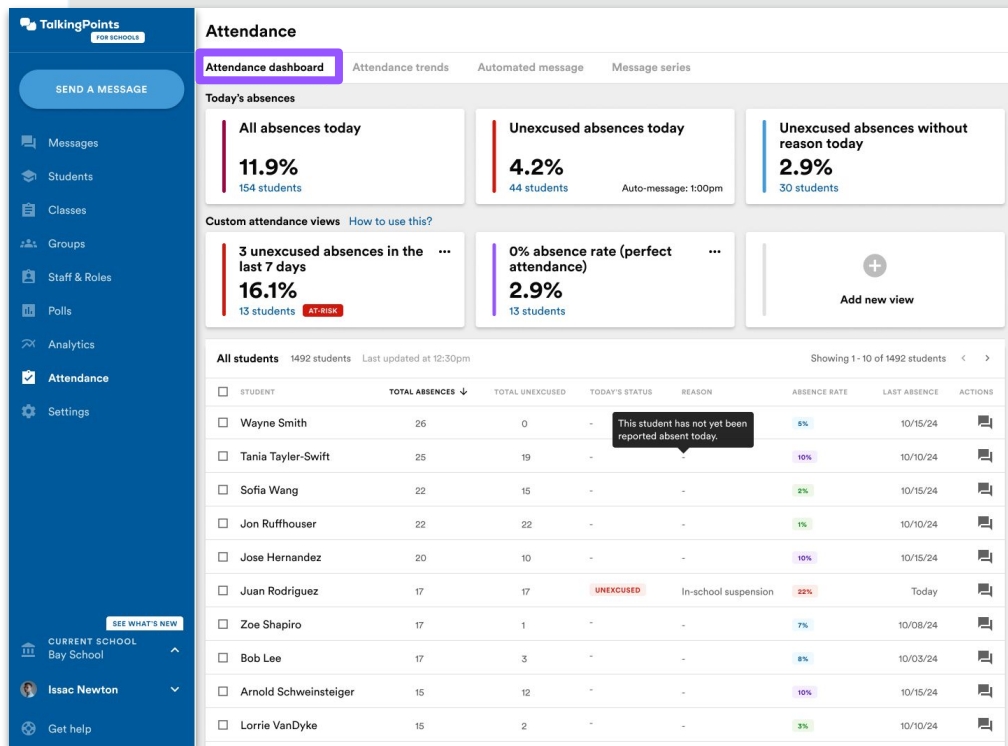 TalkingPoints
FOR SCHOOLS
SEND A MESSAGE
Messages
Students
Classes
Groups
Staff & Roles
Polls
Analytics
Attendance
Settings
SEE WHAT'S NEW
CURRENT SCHOOL
Bay School
Issac Newton
Get help
Attendance
Attendance dashboard Attendance trends Automated message Message series
Today's absences
All absences today
11.9%
154 students
Unexcused absences today
4.2%
44 students Auto-message: 1:00pm
Unexcused absences without
reason today
2.9%
30 students
Custom attendance views How to use this?
3 unexcused absences in the
last 7 days
16.1%
13 students AT-RISK
0% absence rate (perfect
attendance)
2.9%
13 students
Add new view
All students 1492 students Last updated at 12:30pm Showing 1 - 10 of 1492 students
STUDENT TOTAL ABSENCES TOTAL UNEXCUSED TODAY'S STATUS REASON ABSENCE RATE LAST ABSENCE ACTIONS
Wayne Smith 26 0 - 5% 10/15/24
This student has not yet been
reported absent today.
Tania Tayler-Swift 25 19 - - 10% 10/10/24
Sofia Wang 22 15 - - 2% 10/15/24
Jon Ruffhouser 22 22 - - 1% 10/10/24
Jose Hernandez 20 10 - - 10% 10/15/24
Juan Rodriguez 17 17 UNEXCUSED In-school suspension 22% Today
Zoe Shapiro 17 1 - - 7% 10/08/24
Bob Lee 17 3 - - 8% 10/03/24
Arnold Schweinsteiger 15 12 - - 10% 10/15/24
Lorrie VanDyke 15 2 - - 3% 10/10/24